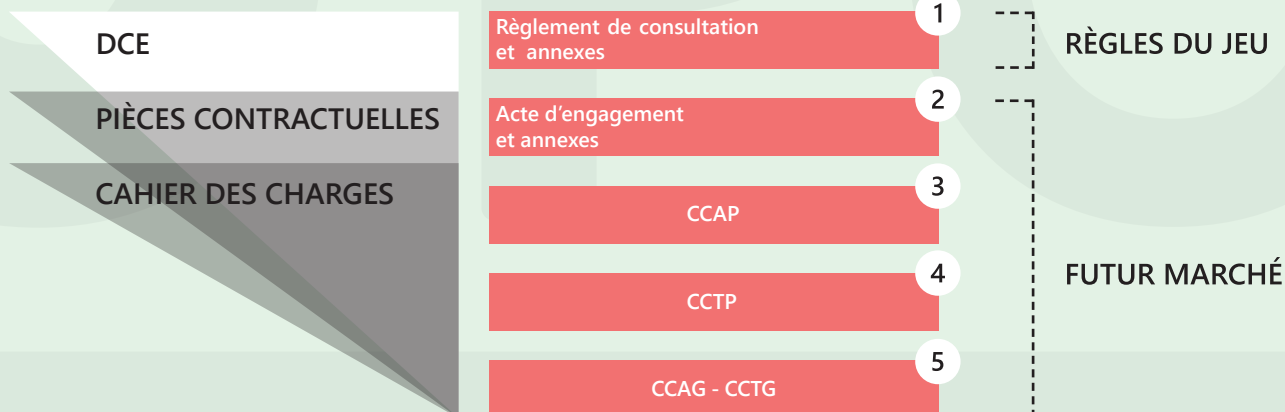 DCE
PIÈCES CONTRACTUELLES
CAHIER DES CHARGES
Règlement de consultation
et annexes
1
Acte d'engagement
et annexes
2
CCAP
3
CCTP
4
CCAG - CCTG
5
RÈGLES DU JEU
FUTUR MARCHÉ